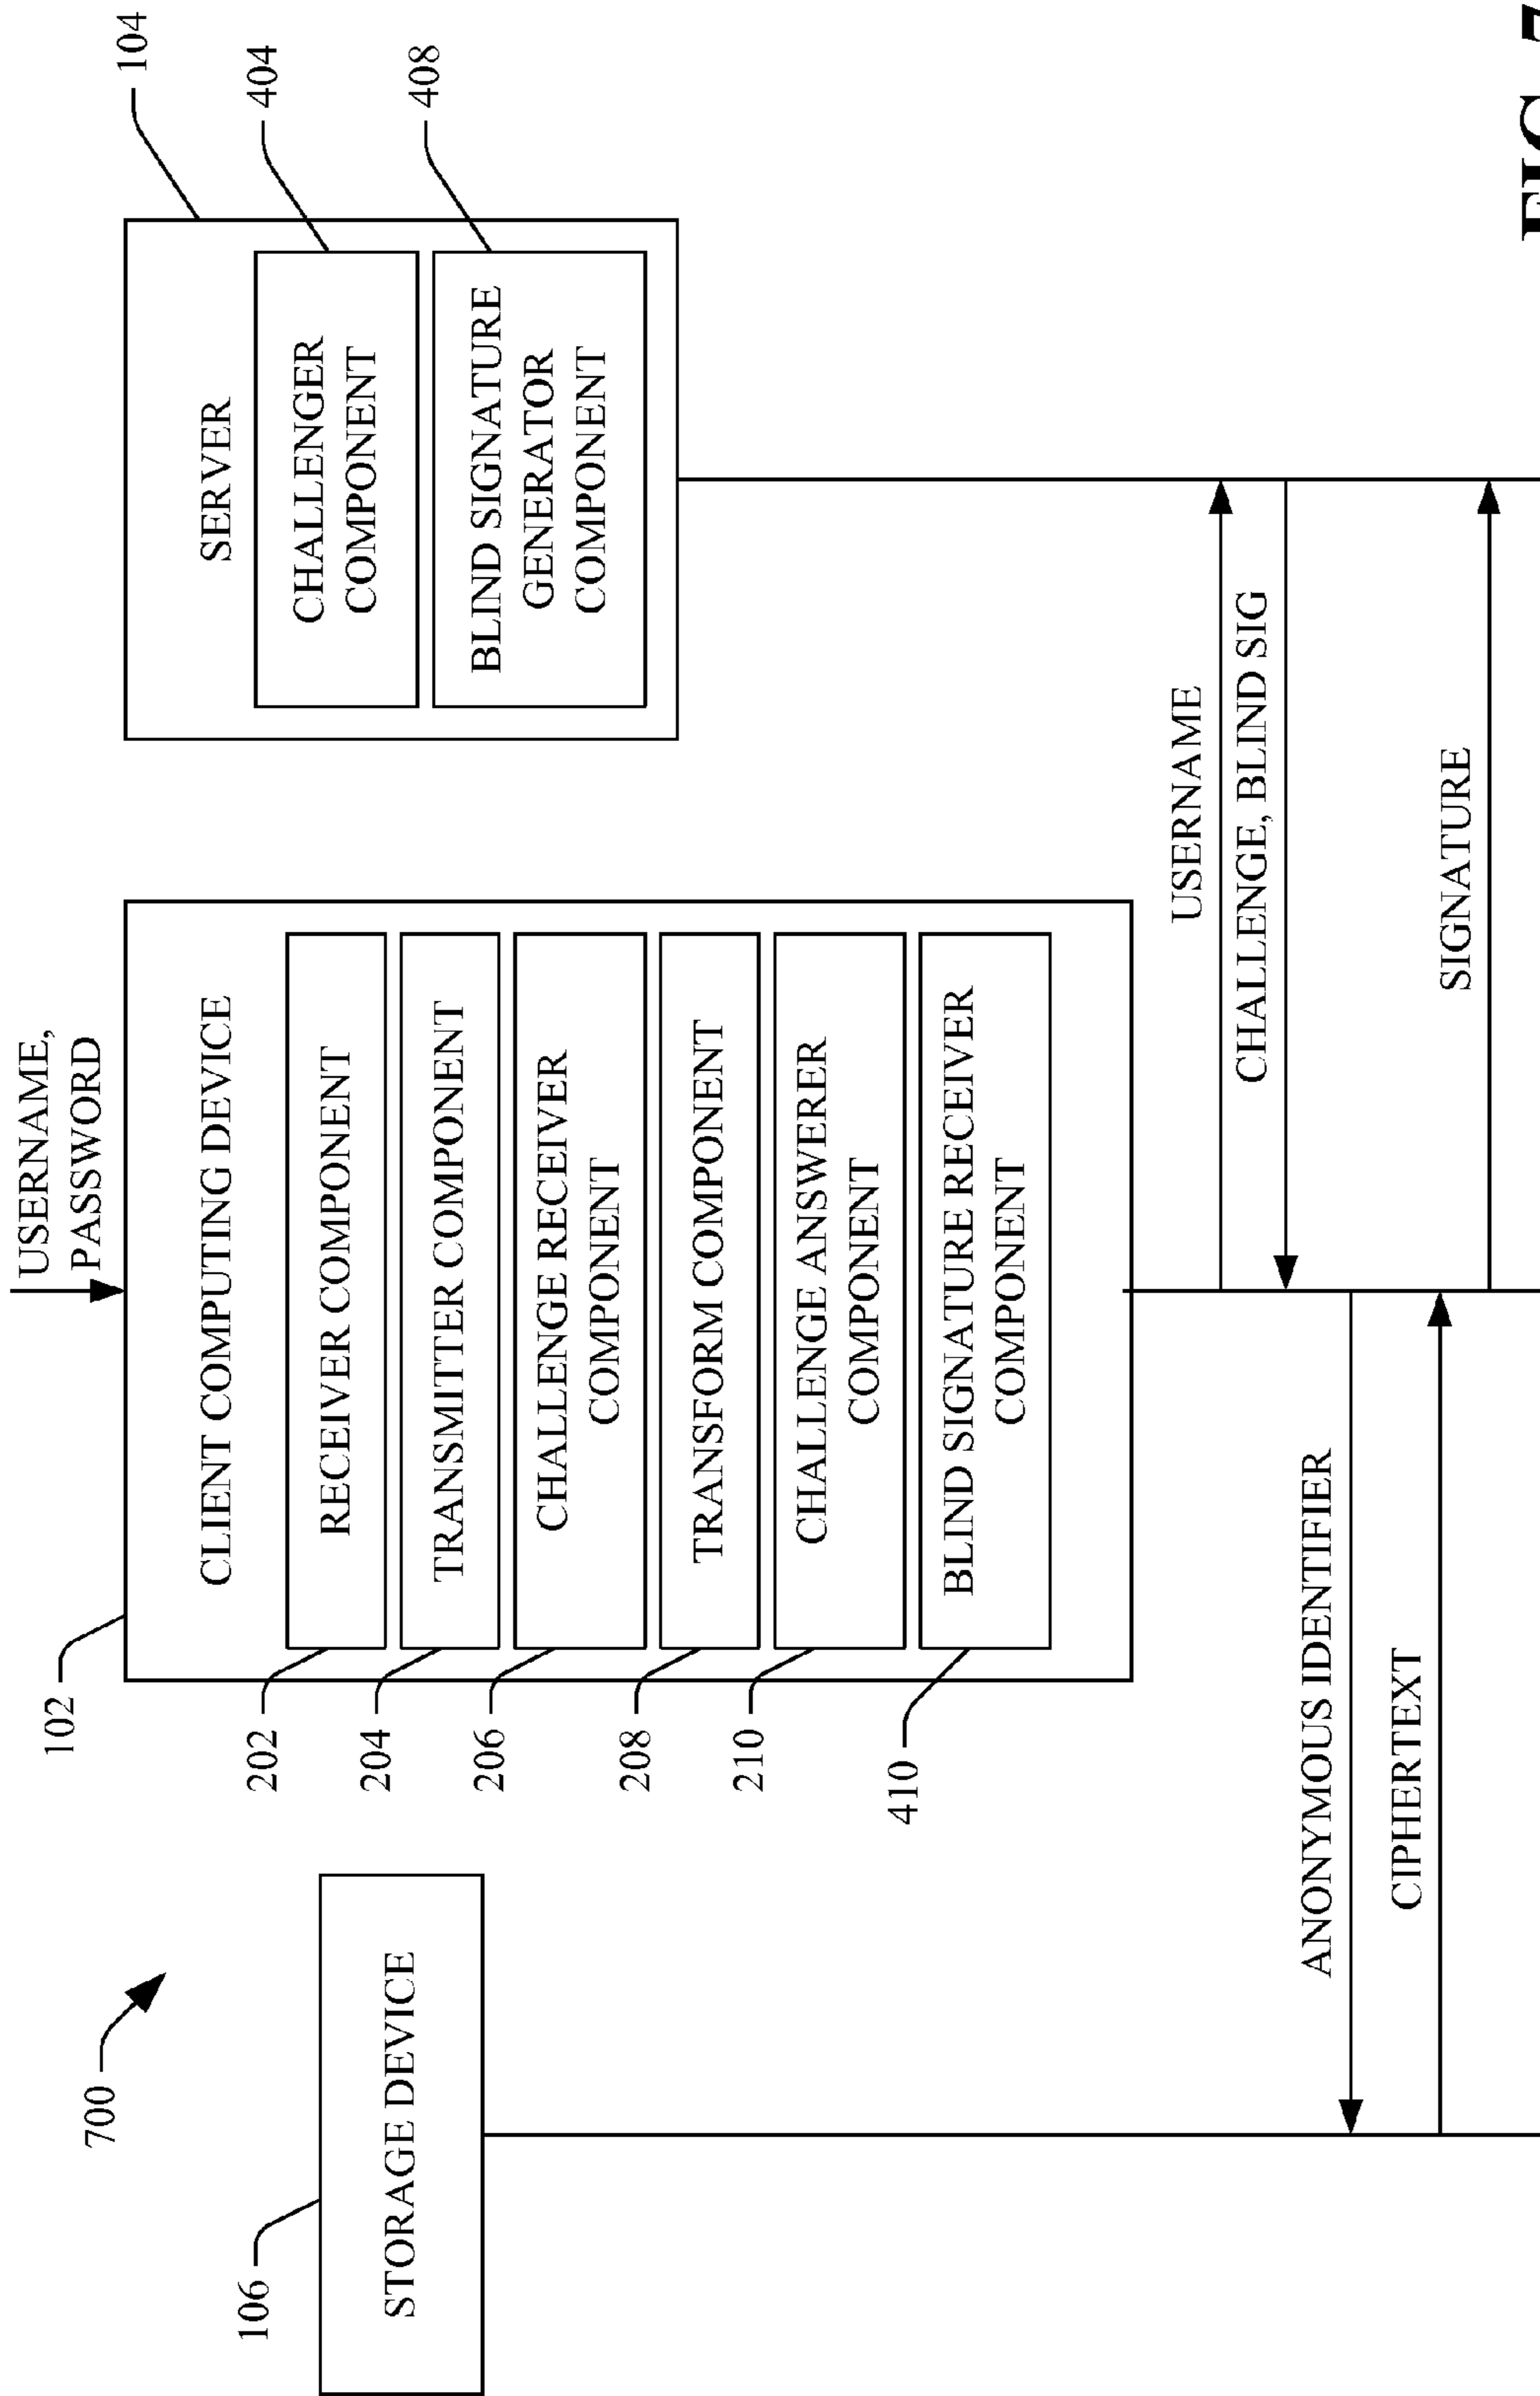 700
USERNAME,
PASSWORD
106
STORAGE DEVICE
102
CLIENT COMPUTING DEVICE
202
RECEIVER COMPONENT
204
TRANSMITTER COMPONENT
206
CHALLENGE RECEIVER
COMPONENT
208
TRANSFORM COMPONENT
210
CHALLENGE ANSWERER
COMPONENT
410
BLIND SIGNATURE RECEIVER
COMPONENT
104
SERVER
404
CHALLENGER
COMPONENT
408
BLIND SIGNATURE
GENERATOR
COMPONENT
USERNAME
CHALLENGE, BLIND SIG
ANONYMOUS IDENTIFIER
CIPHERTEXT
SIGNATURE
FIG. 7